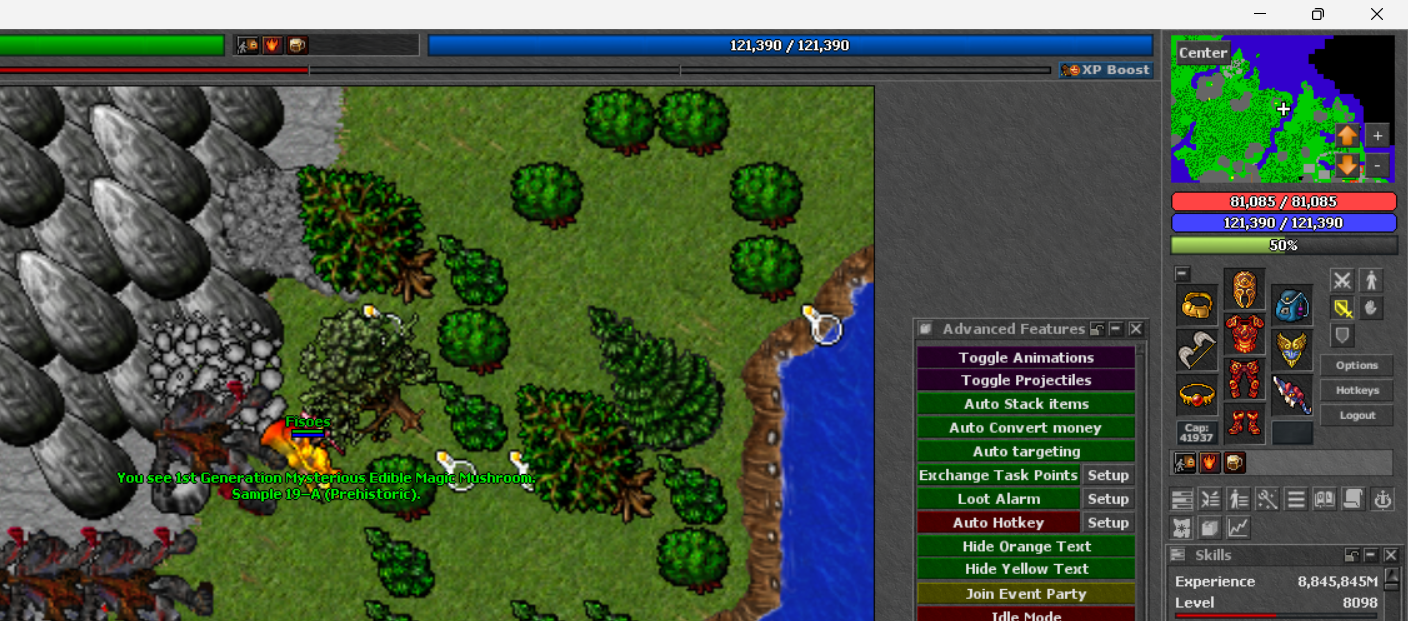 121,390 / 121,390
XP Boost
Center
+
-
81,085 / 81,085
121,390 / 121,390
50%
Cap:
41937
Options
Hotkeys
Logout
Fisbes
You see 1st Generation Mysterious Edible Magic Mushroom.
Sample 19-A (Prehistoric).
Advanced Features
Toggle Animations
Toggle Projectiles
Auto Stack items
Auto Convert money
Auto targeting
Exchange Task Points Setup
Loot Alarm Setup
Auto Hotkey Setup
Hide Orange Text
Hide Yellow Text
Join Event Party
Idle Mode
Skills
Experience 8,845,845M
Level 8098